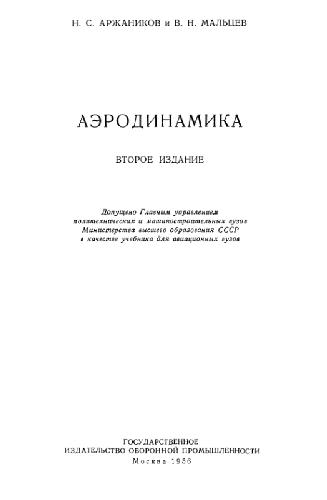 Н. С. АРЖАНИКОВ и В. Н. МАЛЬЦЕВ
АЭРОДИНАМИКА
ВТОРОЕ ИЗДАНИЕ
Допущено Главным управлением
политехнических и машиностроительных вузов
Министерства высшего образования СССР
в качестве учебника для авиационных вузов
ГОСУДАРСТВЕННОЕ
ИЗДАТЕЛЬСТВО ОБОРОННОЙ ПРОМЫШЛЕННОСТИ
Москва 1956